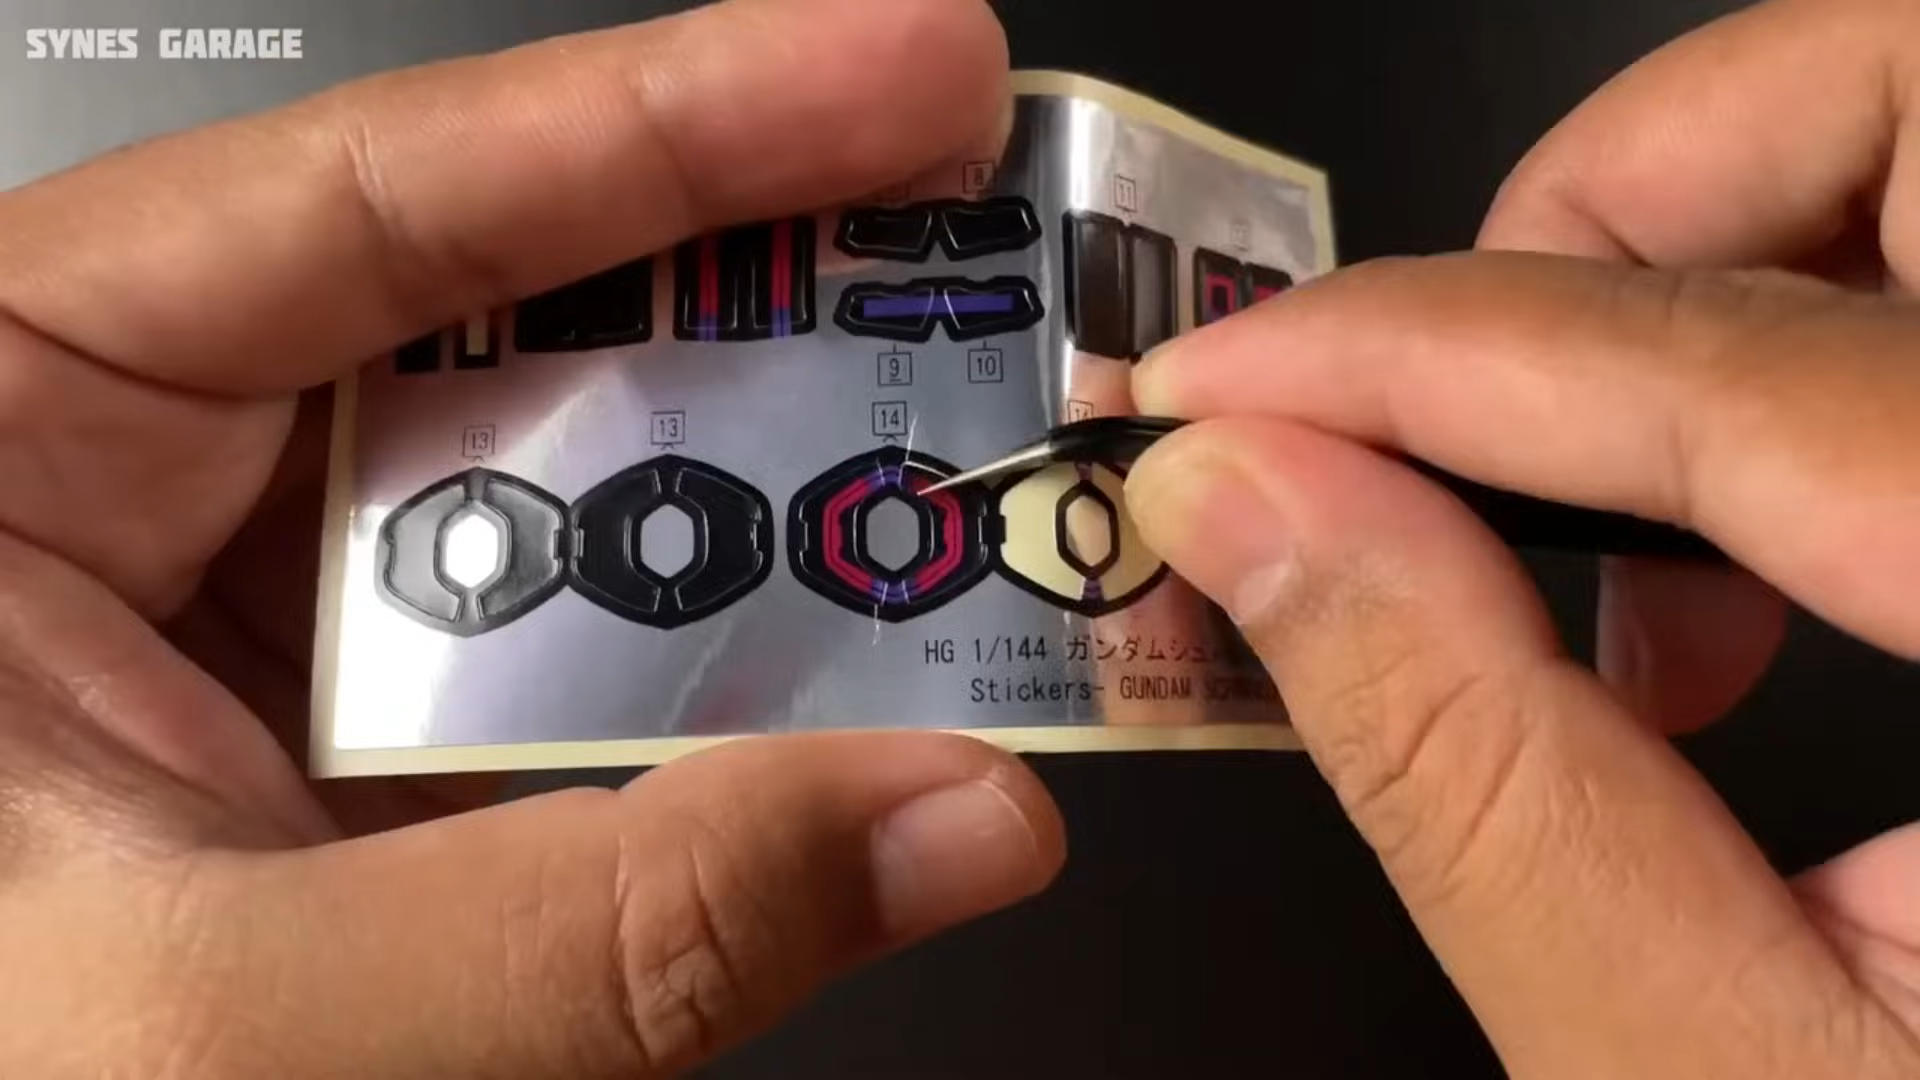 SYNES GARAGE
8
11
9
10
13
13
14
14
HG 1/144 ガンダムシュ
Stickers- GUNDAM